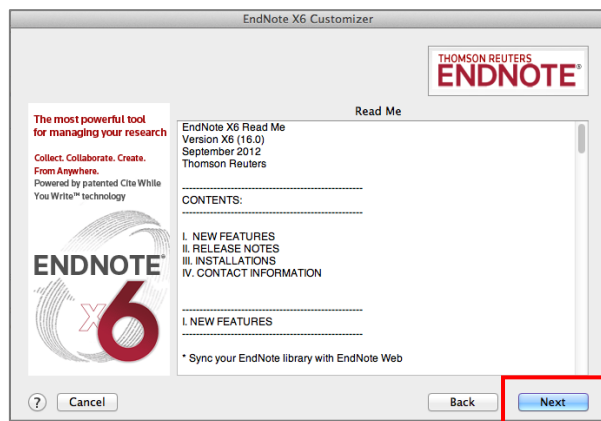 EndNote X6 Customizer
THOMSON REUTERS
ENDNOTE®
The most powerful tool
for managing your research
Collect. Collaborate. Create.
From Anywhere.
Powered by patented Cite While
You Write™ technology
ENDNOTE®
X6
Read Me
EndNote X6 Read Me
Version X6 (16.0)
September 2012
Thomson Reuters
----------------------------------------------------
CONTENTS:
----------------------------------------------------
I. NEW FEATURES
II. RELEASE NOTES
III. INSTALLATIONS
IV. CONTACT INFORMATION
----------------------------------------------------
I. NEW FEATURES
----------------------------------------------------
* Sync your EndNote library with EndNote Web
? Cancel Back Next